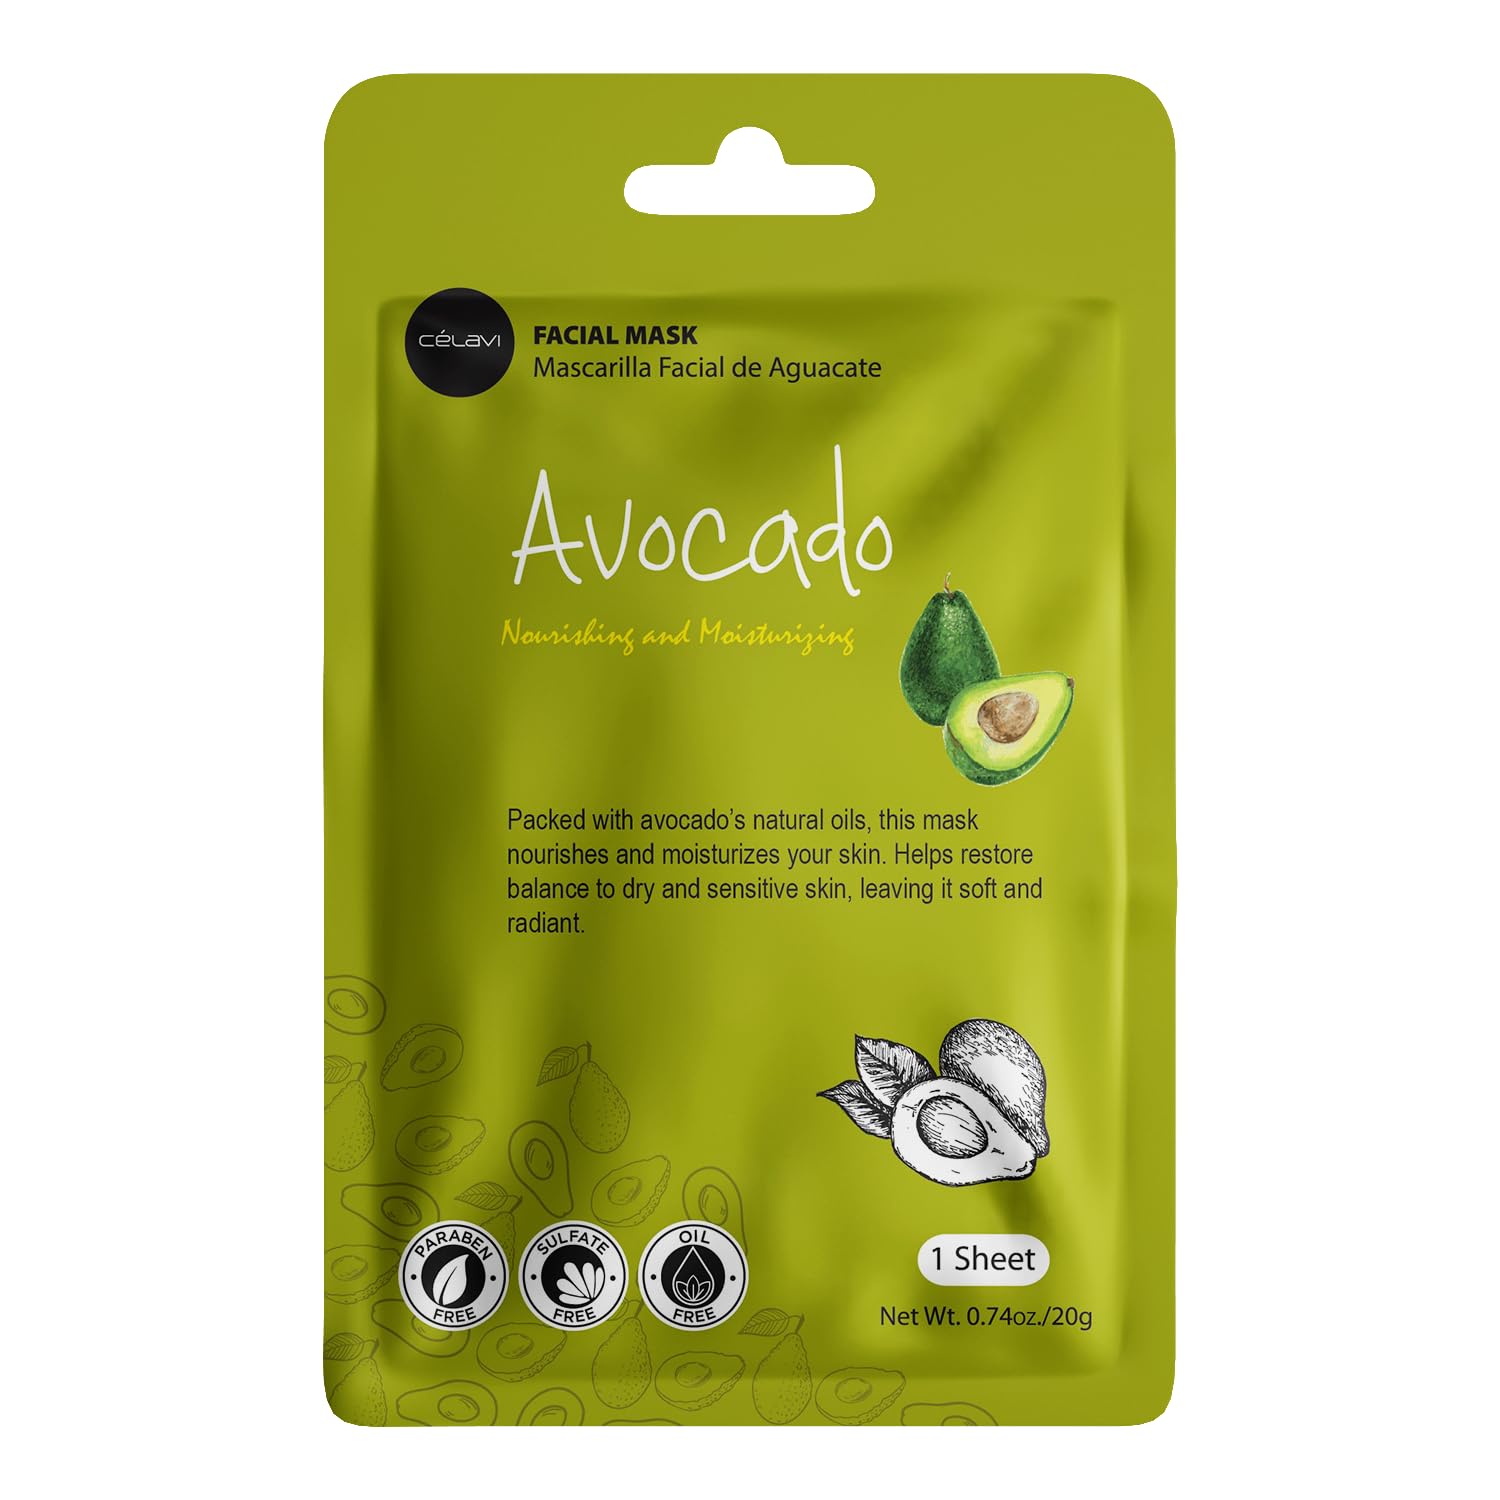 CÉLAVI
FACIAL MASK
Mascarilla Facial de Aguacate
Avocado
Nourishing and Moisturizing
Packed with avocado's natural oils, this mask
nourishes and moisturizes your skin. Helps restore
balance to dry and sensitive skin, leaving it soft and
radiant.
PARABEN
FREE
SULFATE
FREE
OIL
FREE
1 Sheet
Net Wt. 0.74oz./20g